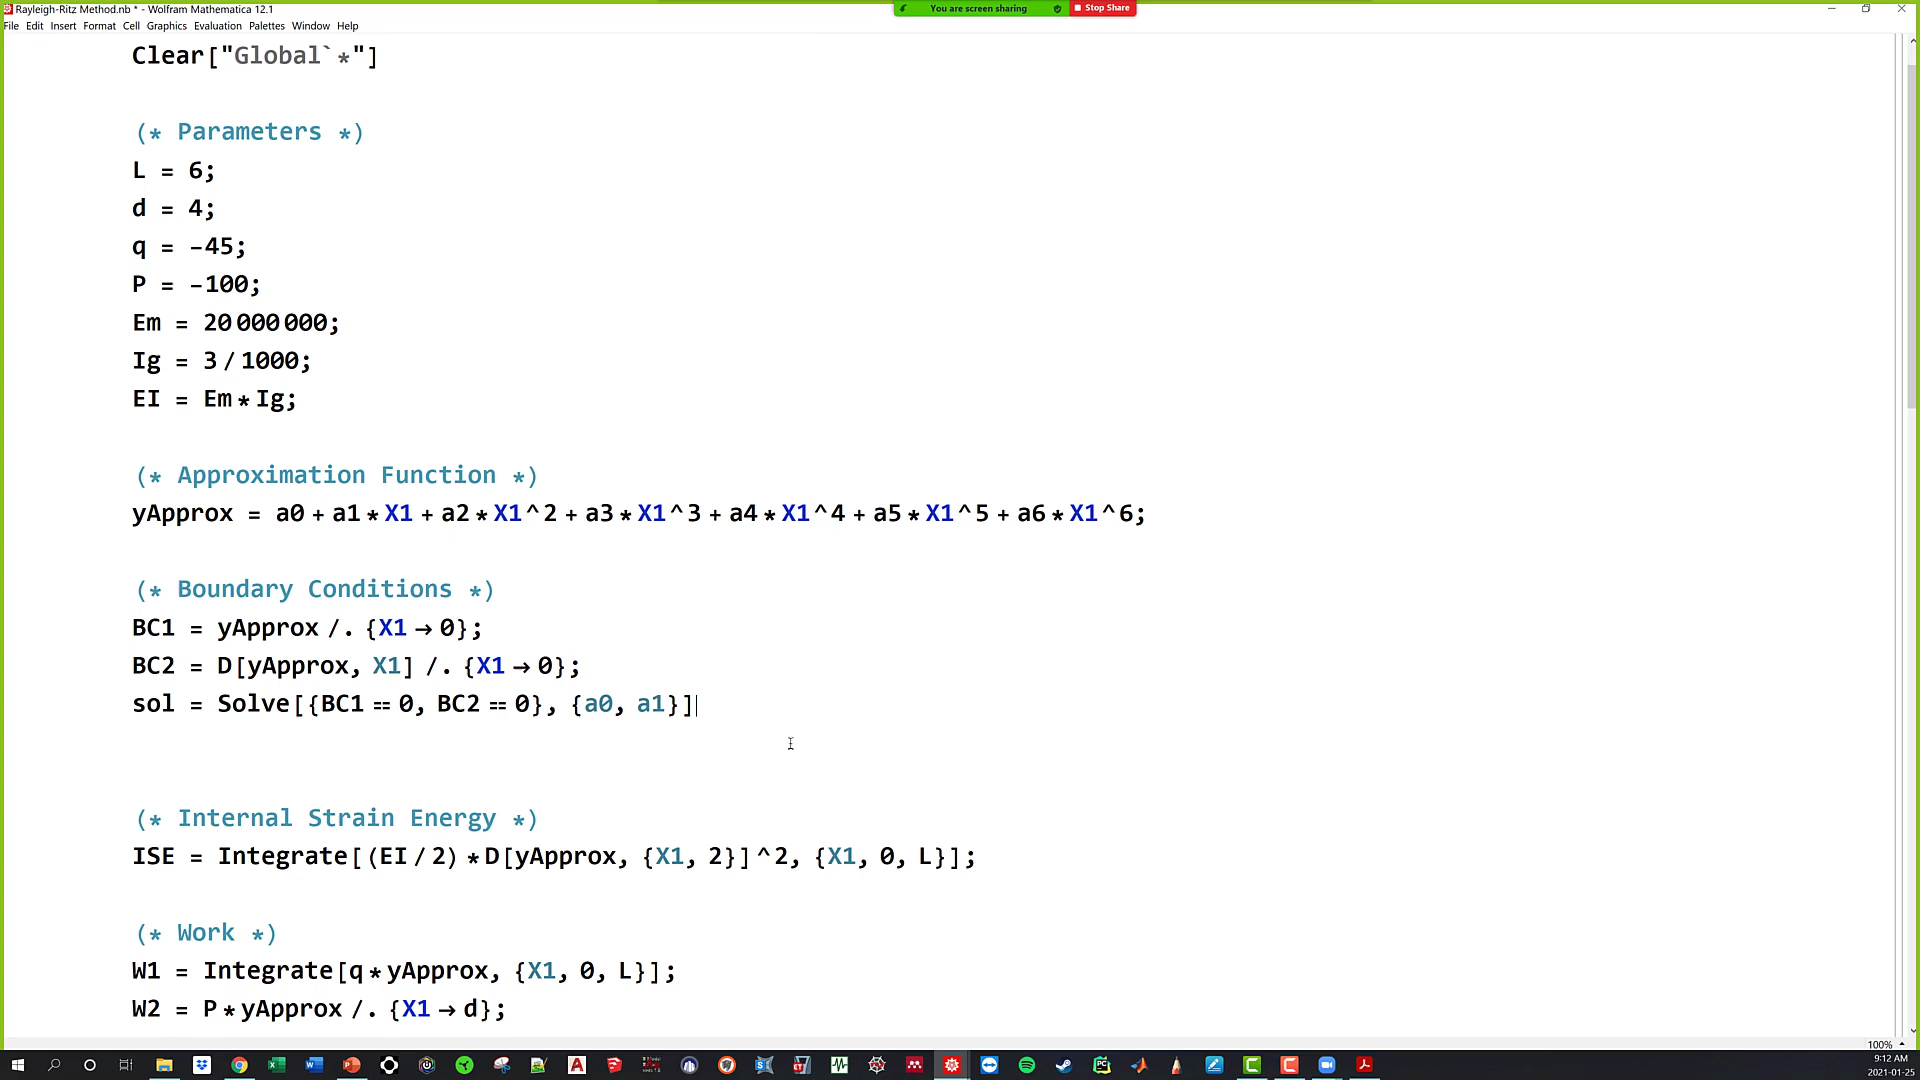 Rayleigh-Ritz Method.nb * - Wolfram Mathematica 12.1
You are screen sharing
Stop Share
File Edit Insert Format Cell Graphics Evaluation Palettes Window Help
Clear["Global`*"]
(* Parameters *)
L = 6;
d = 4;
q = -45;
P = -100;
Em = 20 000 000;
Ig = 3 / 1000;
EI = Em * Ig;
(* Approximation Function *)
yApprox = a0 + a1 * X1 + a2 * X1 ^ 2 + a3 * X1 ^ 3 + a4 * X1 ^ 4 + a5 * X1 ^ 5 + a6 * X1 ^ 6;
(* Boundary Conditions *)
BC1 = yApprox /. {X1 → 0};
BC2 = D[yApprox, X1] /. {X1 → 0};
sol = Solve[{BC1 == 0, BC2 == 0}, {a0, a1}]
(* Internal Strain Energy *)
ISE = Integrate[(EI / 2) * D[yApprox, {X1, 2}] ^ 2, {X1, 0, L}];
(* Work *)
W1 = Integrate[q * yApprox, {X1, 0, L}];
W2 = P * yApprox /. {X1 → d};
100%
9:12 AM
2021-01-25